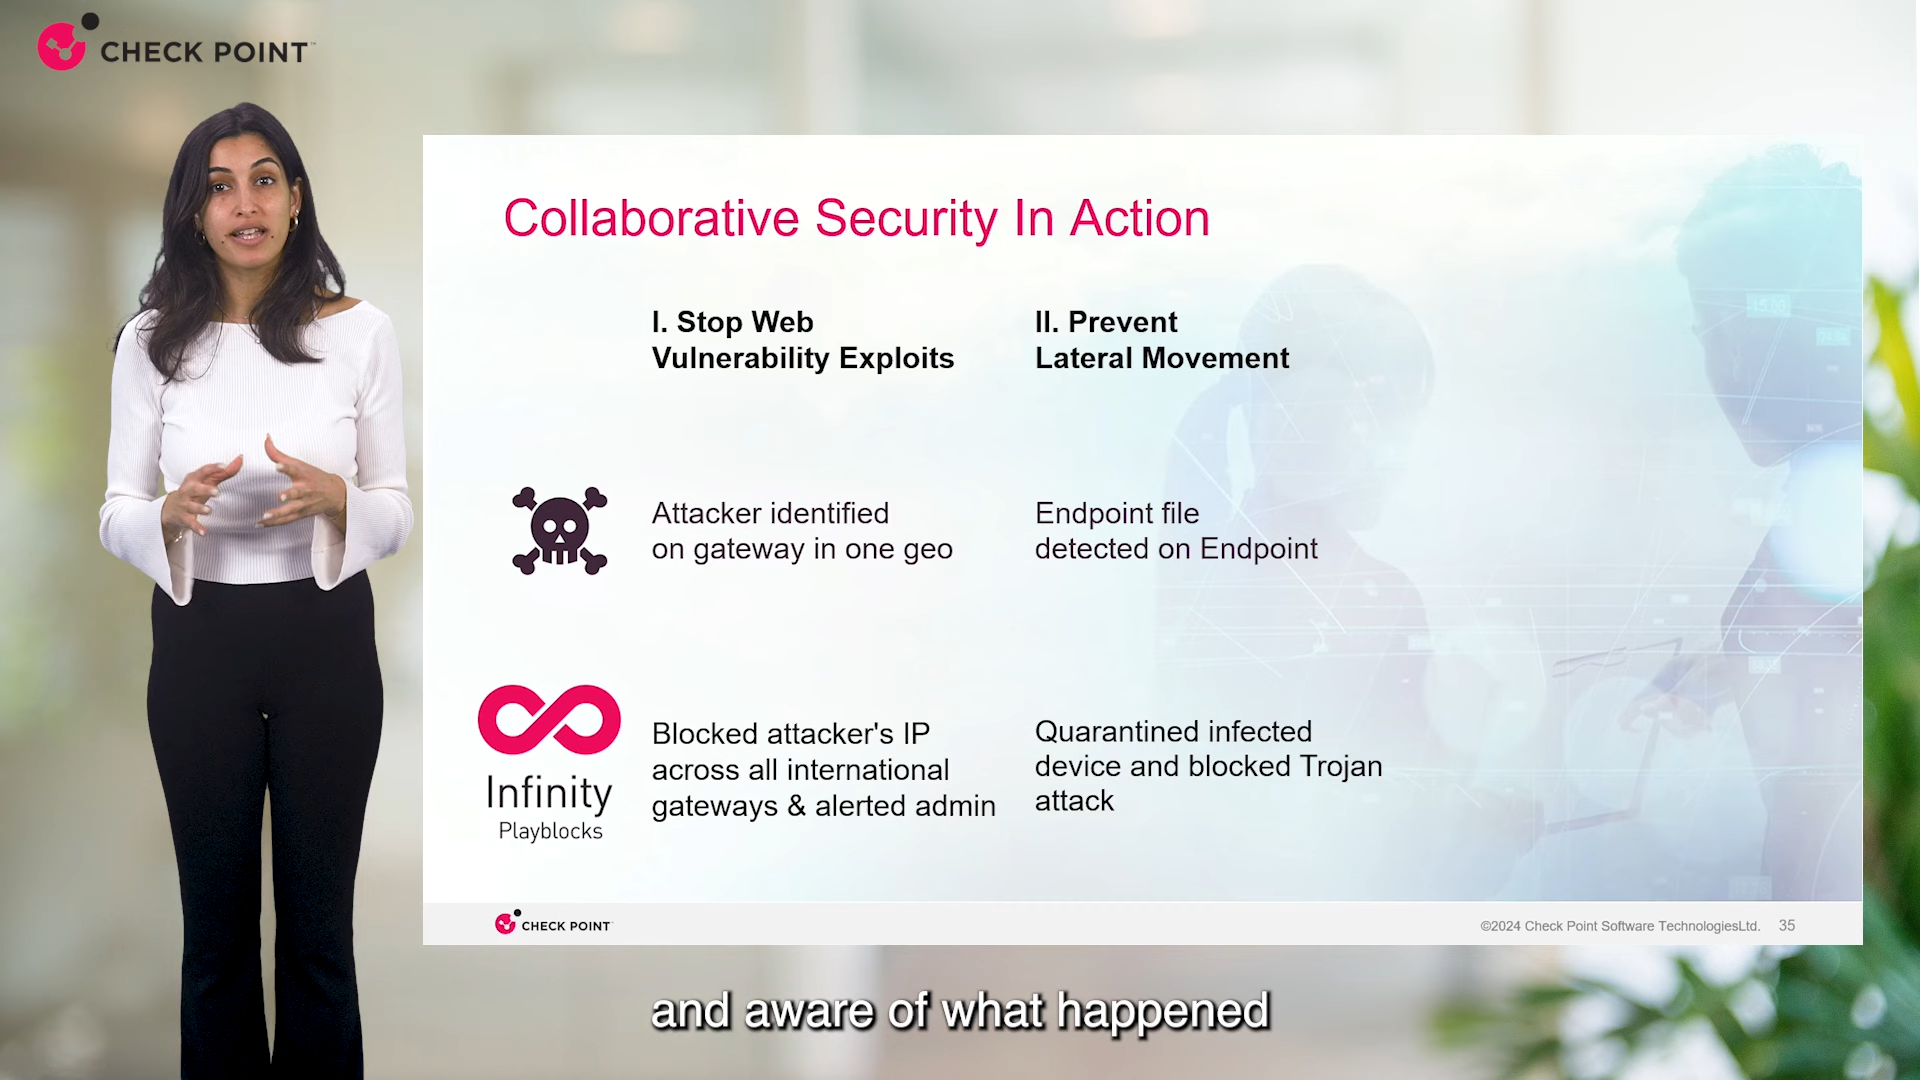 CHECK POINT™
Collaborative Security In Action
I. Stop Web
Vulnerability Exploits
II. Prevent
Lateral Movement
Attacker identified
on gateway in one geo
Endpoint file
detected on Endpoint
Infinity
Playblocks
Blocked attacker's IP
across all international
gateways & alerted admin
Quarantined infected
device and blocked Trojan
attack
CHECK POINT
©2024 Check Point Software TechnologiesLtd. 35
and aware of what happened